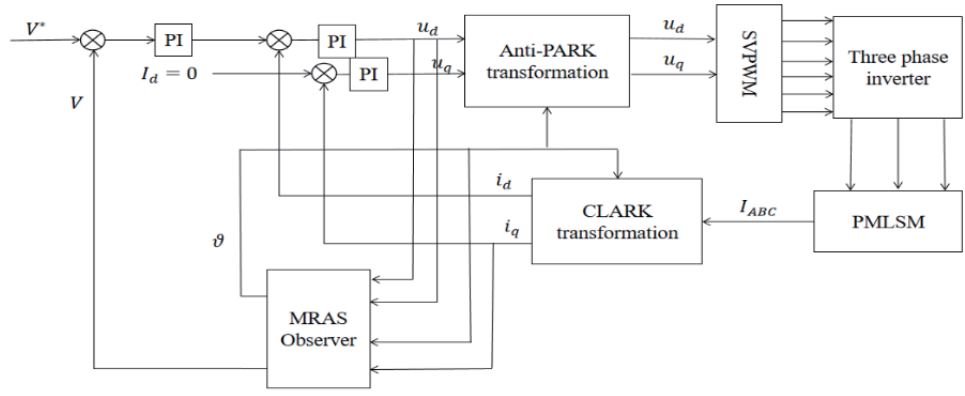 V*
PI
PI
u_d
Anti-PARK
transformation
u_d
SVPWM
Three phase
inverter
I_d = 0
PI
u_q
u_q
V
i_d
CLARK
transformation
I_ABC
PMLSM
i_q
ϑ
MRAS
Observer